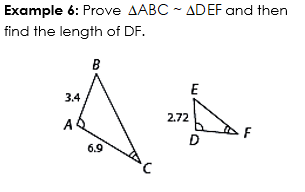 Example 6: Prove ΔABC ~ ΔDEF and then
find the length of DF.
B
E
3.4
2.72
A
F
D
6.9
C